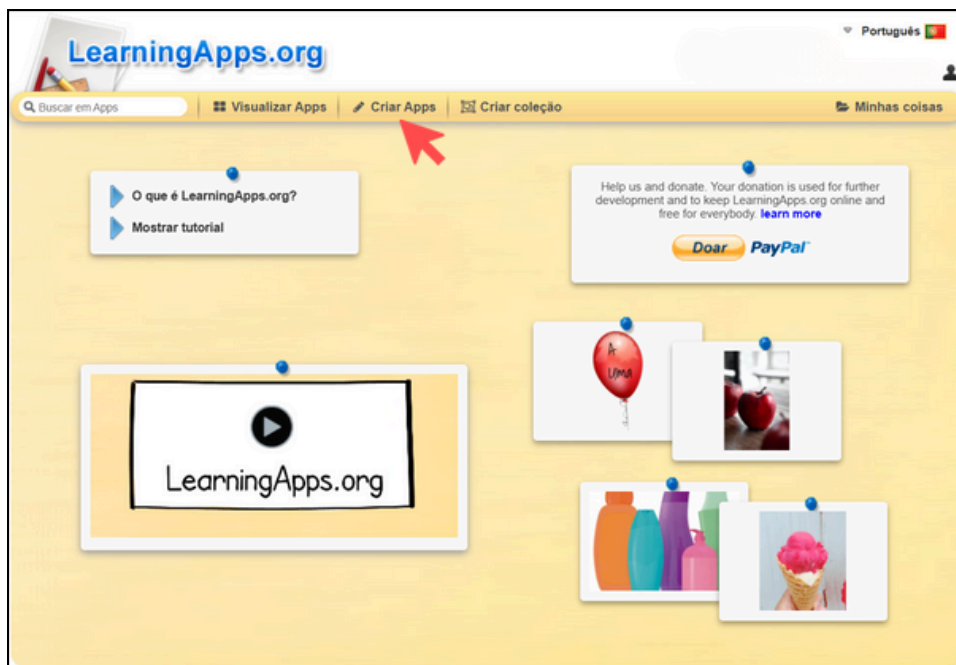 LearningApps.org
Português
Buscar em Apps
Visualizar Apps
Criar Apps
Criar coleção
Minhas coisas
O que é LearningApps.org?
Mostrar tutorial
Help us and donate. Your donation is used for further
development and to keep LearningApps.org online and
free for everybody. learn more
Doar PayPal
A
UMA
LearningApps.org